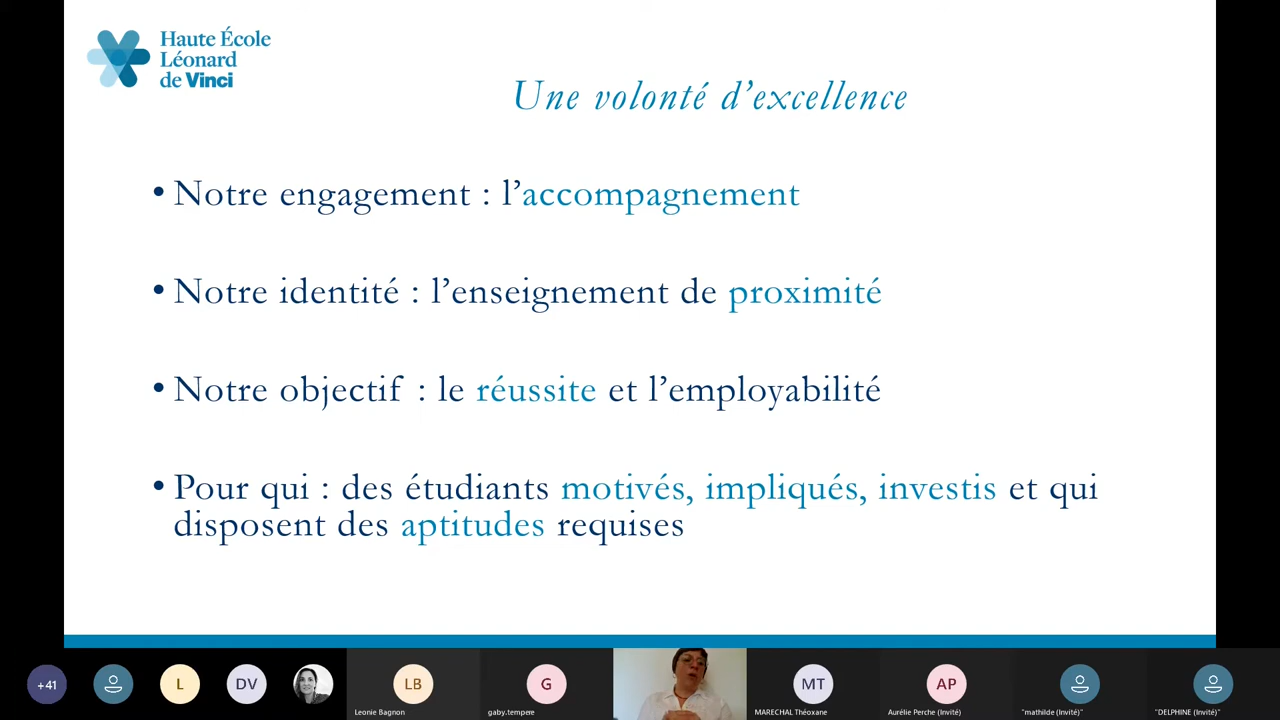 Haute École
Léonard
de Vinci
Une volonté d’excellence
• Notre engagement : l’accompagnement
• Notre identité : l’enseignement de proximité
• Notre objectif : le réussite et l’employabilité
• Pour qui : des étudiants motivés, impliqués, investis et qui
disposent des aptitudes requises
+41
L
DV
LB
Leonie Bagnon
G
gaby.tempere
MT
MARECHAL Théoxane
AP
Aurélie Perche (Invité)
"mathilde (Invité)"
"DELPHINE (Invité)"